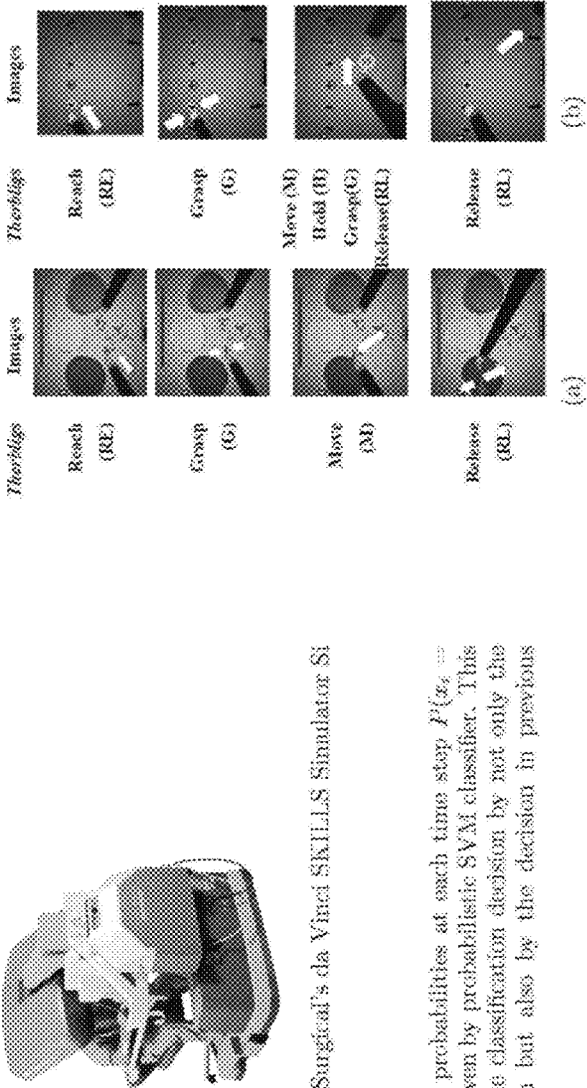 Surgical's da Vinci SKILLS Simulator Si
probabilities at each time step P(x
ven by probabilistic SVM classifier. This
e classification decision by not only the
but also by the decision in previous
Therbligs
Images
Reach
(RE)
Grasp
(G)
Move
(M)
Release
(RL)
(a)
Therbligs
Images
Reach
(RE)
Grasp
(G)
Move (M)
Hold (H)
Grasp(G)
Release(RL)
Release
(RL)
(b)